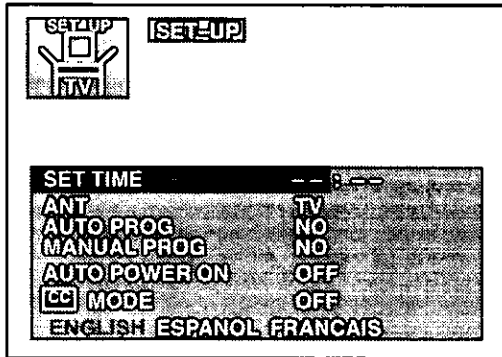 SET-UP
TV
SET-UP
SET TIME – – : – –
ANT TV
AUTO PROG NO
MANUAL PROG NO
AUTO POWER ON OFF
CC MODE OFF
ENGLISH ESPANOL FRANCAIS